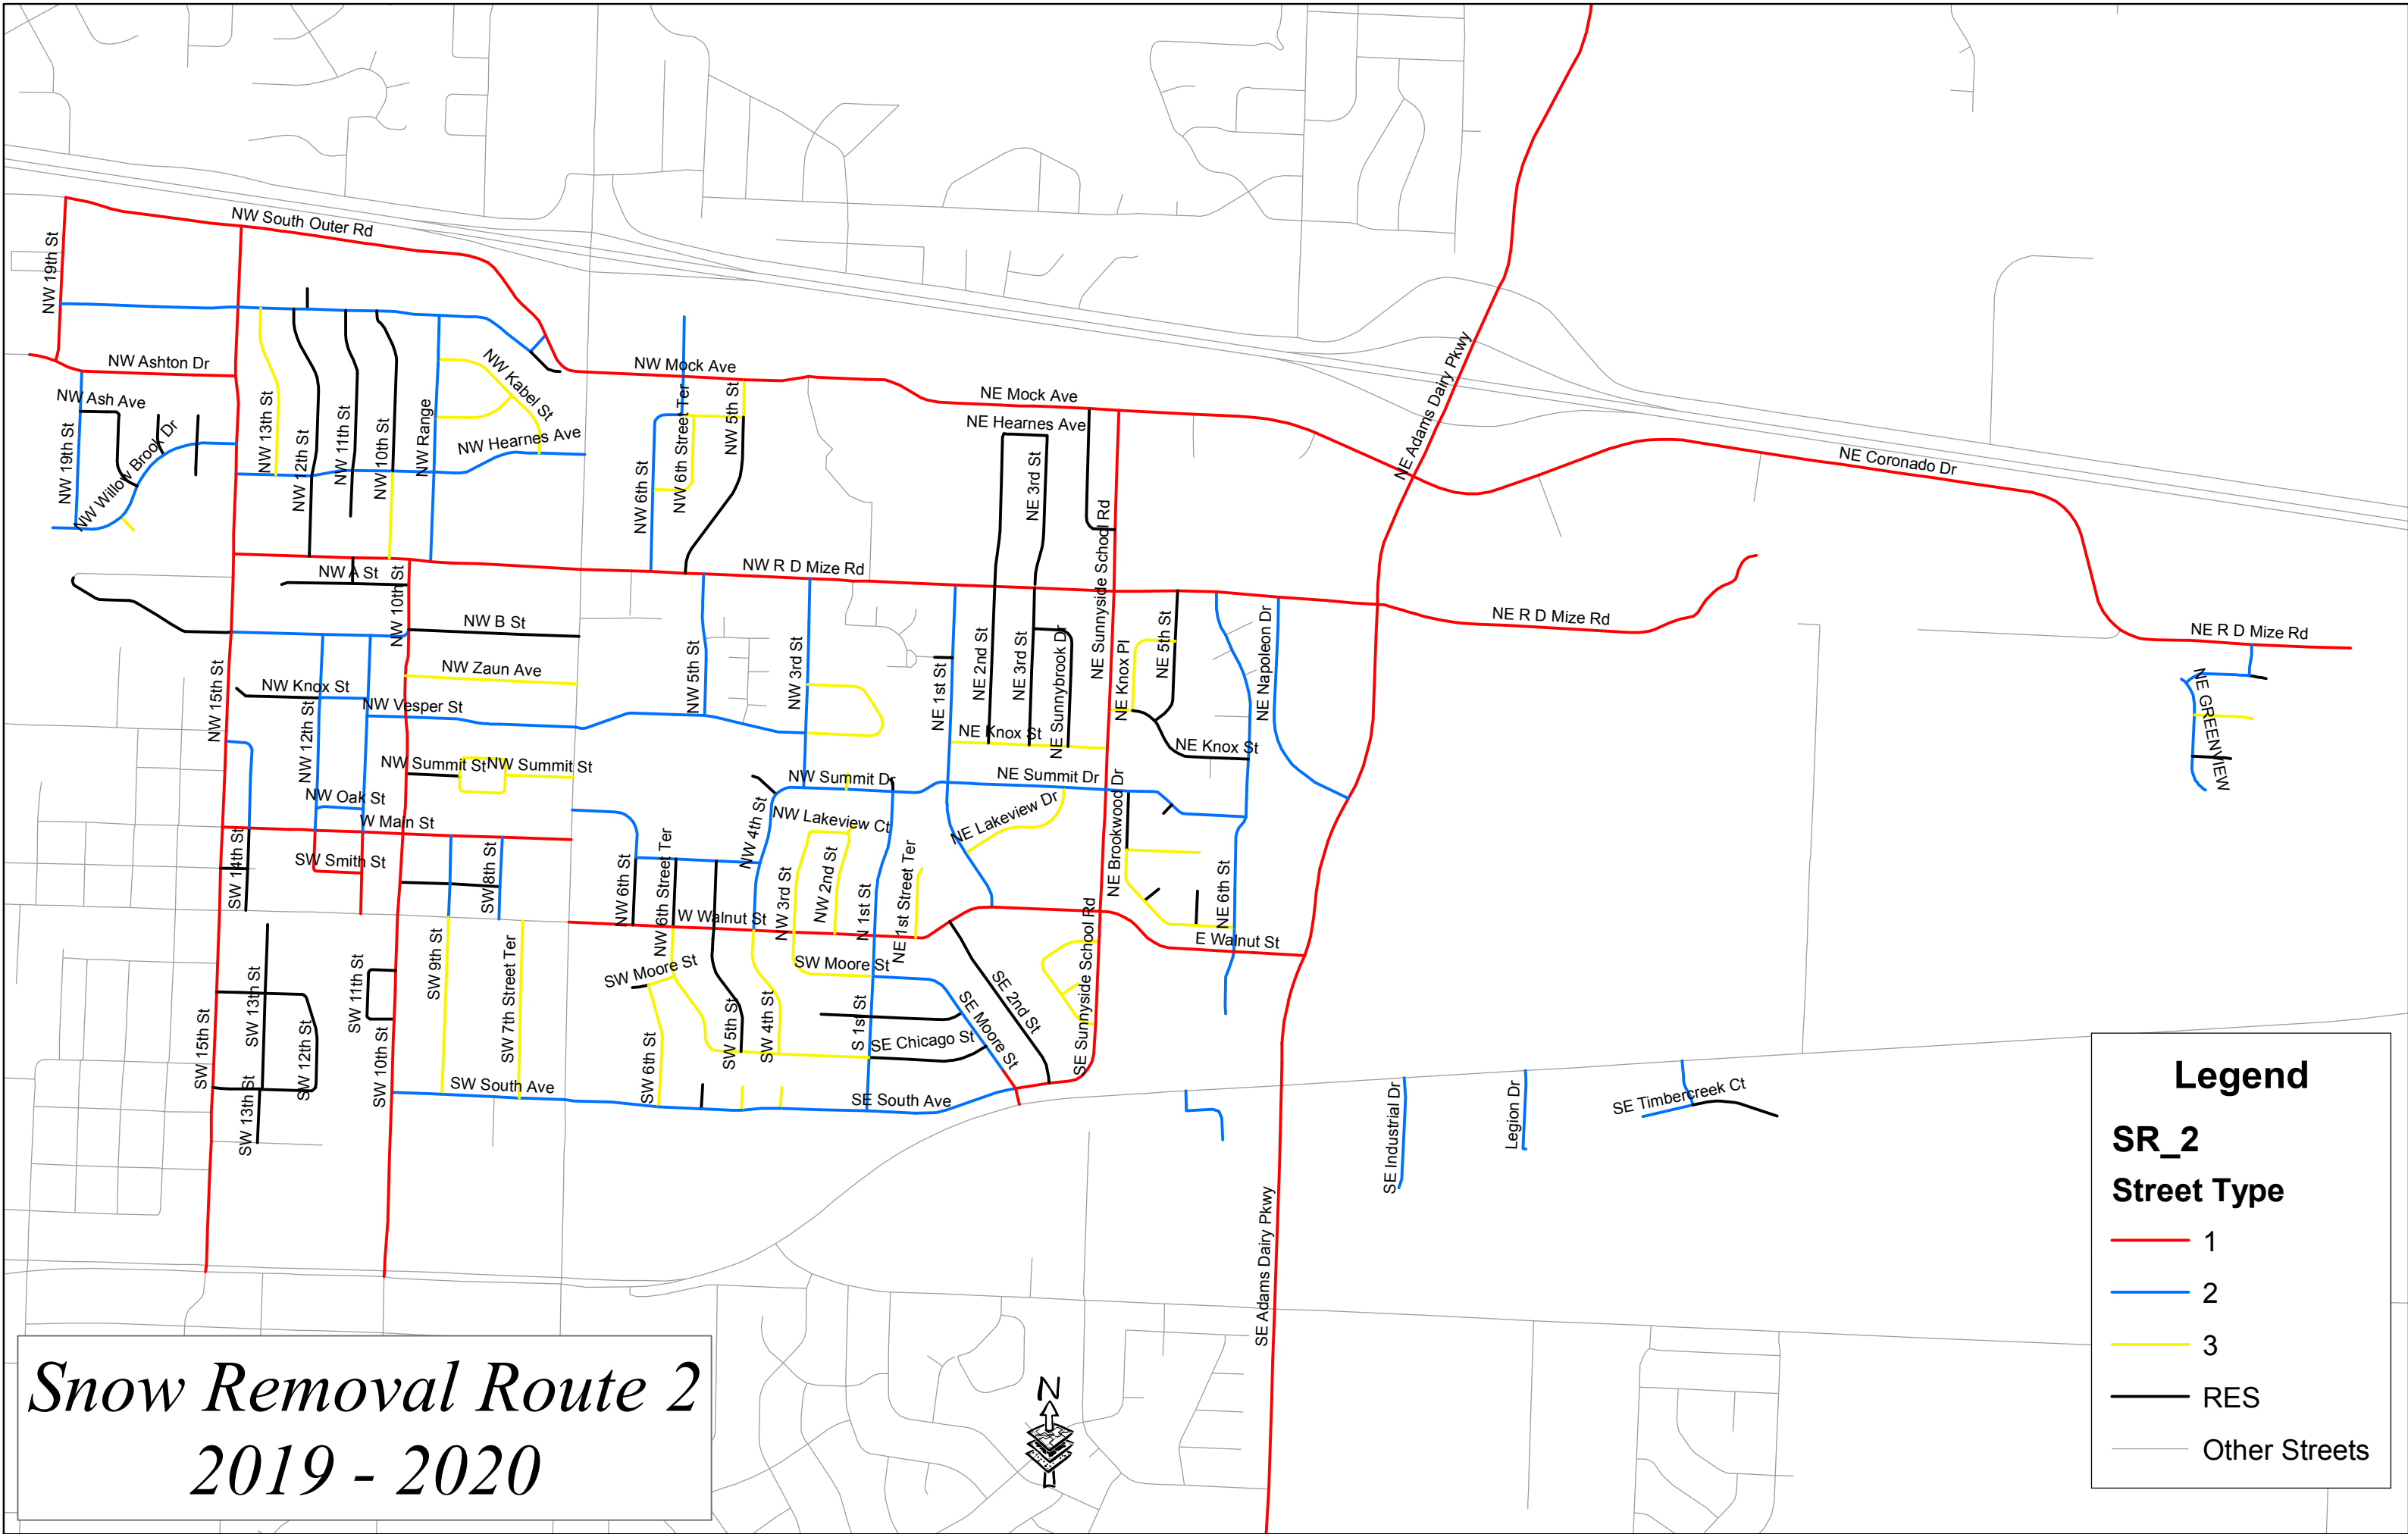 NW South Outer Rd
NW 19th St
NW Ashton Dr
NW Mock Ave
NW Kabel St
NE Adams Dairy Pkwy
NW Ash Ave
NE Mock Ave
NW 19th St
NW Willow Brook Dr
NW 13th St
NW 12th St
NW 11th St
NW 10th St
NW Range
NW Hearnes Ave
NW 6th St
NW 6th Street Ter
NW 5th St
NE Hearnes Ave
NE 3rd St
NE Sunnyside School Rd
NE Coronado Dr
NW A St
NW 10th St
NW R D Mize Rd
NE R D Mize Rd
NE R D Mize Rd
NW B St
NW Zaun Ave
NW 15th St
NW Knox St
NW 12th St
NW Vesper St
NW 5th St
NW 3rd St
NE 1st St
NE 2nd St
NE 3rd St
NE Sunnybrook Dr
NE Knox Pl
NE 5th St
NE Napoleon Dr
NE GREENVIEW
NE Knox St
NE Knox St
NW Summit St
NW Summit St
NW Summit Dr
NE Summit Dr
NW Oak St
W Main St
NW 4th St
NW Lakeview Ct
NE Lakeview Dr
NE Brookwood Dr
SW 14th St
SW Smith St
SW 8th St
NW 6th St
NW 6th Street Ter
NW 3rd St
NW 2nd St
N 1st St
NE 1st Street Ter
NE 6th St
W Walnut St
E Walnut St
SW 9th St
SW 7th Street Ter
SW Moore St
SW Moore St
SE Sunnyside School Rd
SW 13th St
SW 11th St
SE 2nd St
SE Moore St
SW 15th St
SW 12th St
SW 10th St
SW 6th St
SW 5th St
SW 4th St
S 1st St
SE Chicago St
SW 13th St
SW South Ave
SE South Ave
SE Industrial Dr
Legion Dr
SE Timbercreek Ct
SE Adams Dairy Pkwy
Legend
SR_2
Street Type
1
2
3
RES
Other Streets
Snow Removal Route 2
2019 - 2020
N